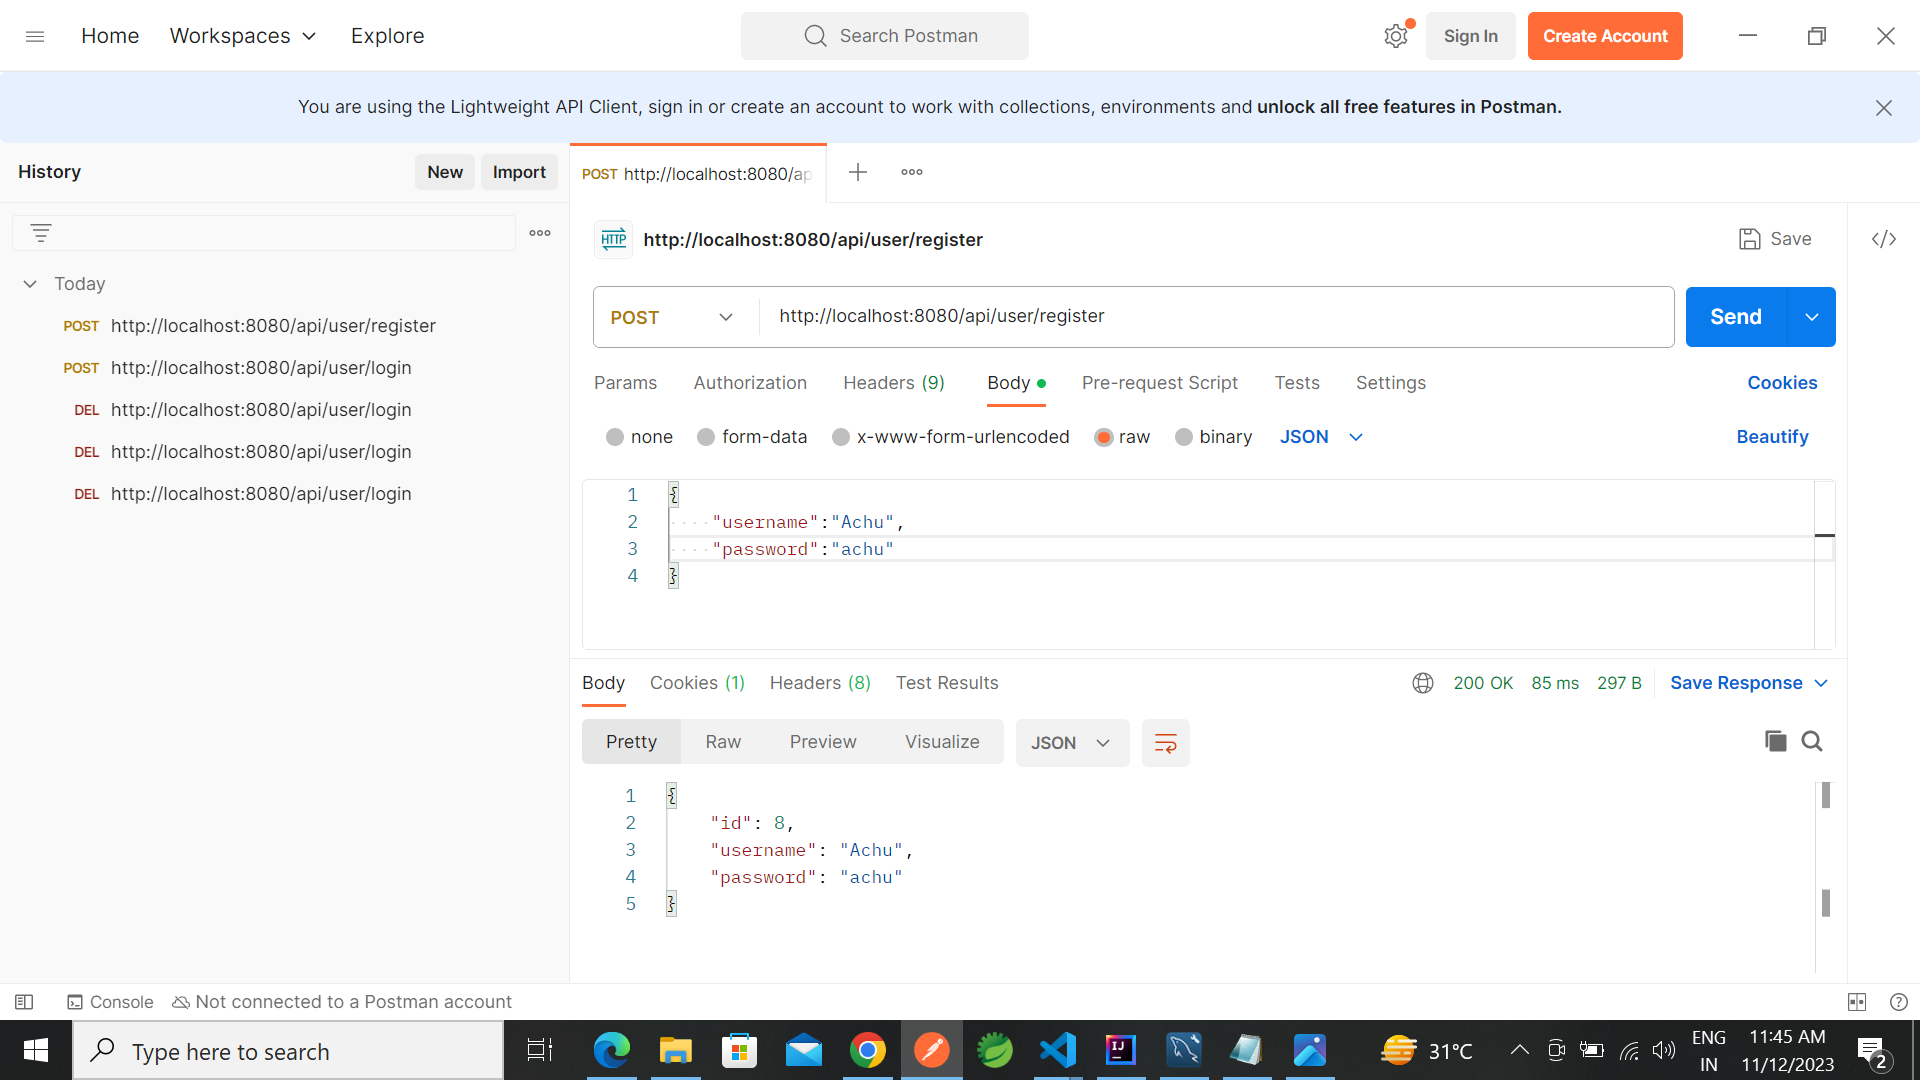 Home Workspaces Explore Search Postman Sign In Create Account
You are using the Lightweight API Client, sign in or create an account to work with collections, environments and unlock all free features in Postman.
History New Import
Today
POST http://localhost:8080/api/user/register
POST http://localhost:8080/api/user/login
DEL http://localhost:8080/api/user/login
DEL http://localhost:8080/api/user/login
DEL http://localhost:8080/api/user/login
POST http://localhost:8080/ap
HTTP http://localhost:8080/api/user/register Save </>
POST http://localhost:8080/api/user/register Send
Params Authorization Headers (9) Body Pre-request Script Tests Settings Cookies
none form-data x-www-form-urlencoded raw binary JSON Beautify
1 {
2 "username":"Achu",
3 "password":"achu"
4 }
Body Cookies (1) Headers (8) Test Results 200 OK 85 ms 297 B Save Response
Pretty Raw Preview Visualize JSON
1 {
2 "id": 8,
3 "username": "Achu",
4 "password": "achu"
5 }
Console Not connected to a Postman account
Type here to search
IJ
31°C
ENG
IN
11:45 AM
11/12/2023
2